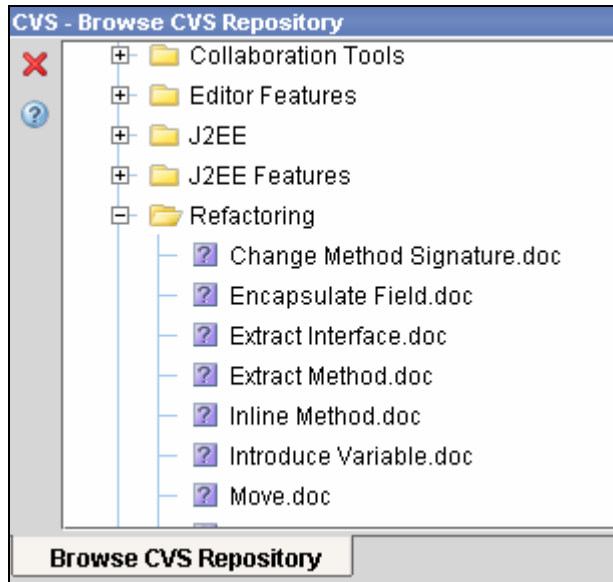 CVS - Browse CVS Repository
Collaboration Tools
Editor Features
J2EE
J2EE Features
Refactoring
Change Method Signature.doc
Encapsulate Field.doc
Extract Interface.doc
Extract Method.doc
Inline Method.doc
Introduce Variable.doc
Move.doc
Browse CVS Repository